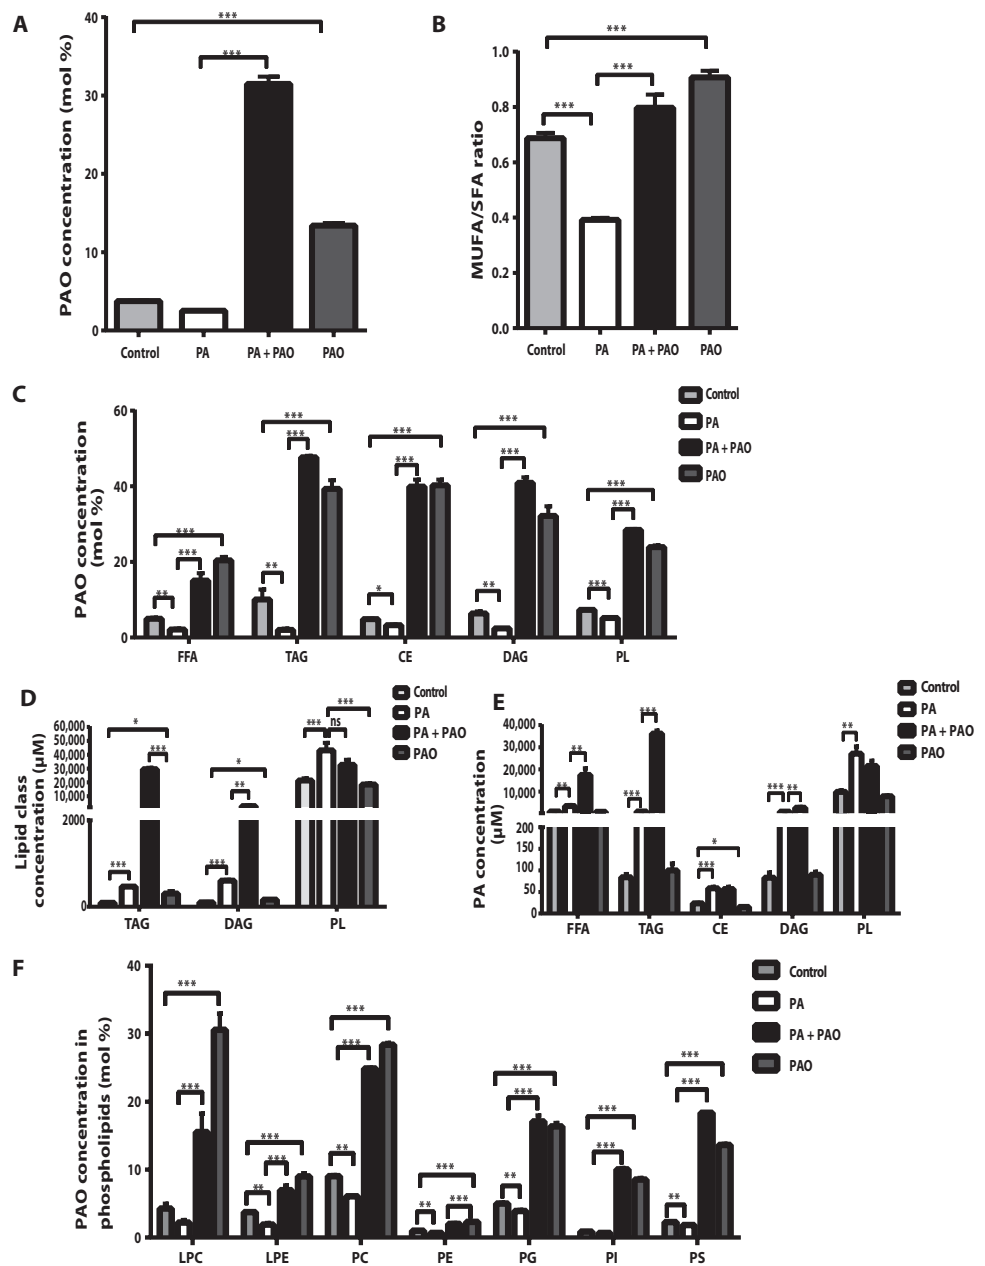 A
PAO concentration (mol %)
40
30
20
10
0
***
***
Control PA PA + PAO PAO
B
MUFA/SFA ratio
1.0
0.8
0.6
0.4
0.2
0.0
***
***
***
Control PA PA + PAO PAO
C
PAO concentration
(mol %)
60
40
20
0
*** *** ** 
*** *** **
*** *** *
*** *** **
*** *** ***
FFA TAG CE DAG PL
Control
PA
PA + PAO
PAO
D
Lipid class
concentration (µM)
60,000
50,000
40,000
30,000
20,000
10,000
2000
0
* *** ***
* ** ***
*** *** ns
TAG DAG PL
Control
PA
PA + PAO
PAO
E
PA concentration
(µM)
40,000
30,000
20,000
10,000
200
150
100
50
0
** **
*** ***
* ***
*** **
**
FFA TAG CE DAG PL
Control
PA
PA + PAO
PAO
F
PAO concentration in
phospholipids (mol %)
40
30
20
10
0
*** ***
*** *** **
*** *** **
*** ** ***
*** *** **
*** ***
*** *** **
LPC LPE PC PE PG PI PS
Control
PA
PA + PAO
PAO